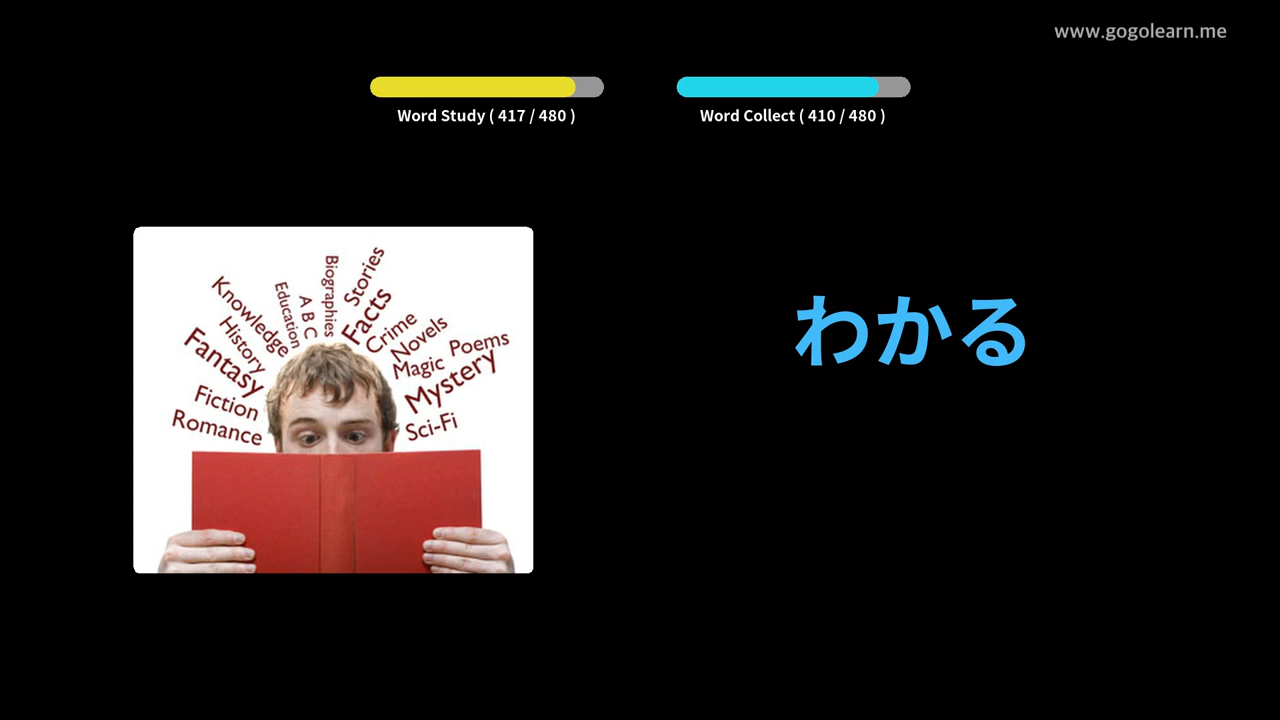 www.gogolearn.me
Word Study ( 417 / 480 )
Word Collect ( 410 / 480 )
Romance
Fiction
Fantasy
History
Knowledge
Education
A B C
Biographies
Stories
Facts
Crime
Novels
Magic
Poems
Mystery
Sci-Fi
わかる